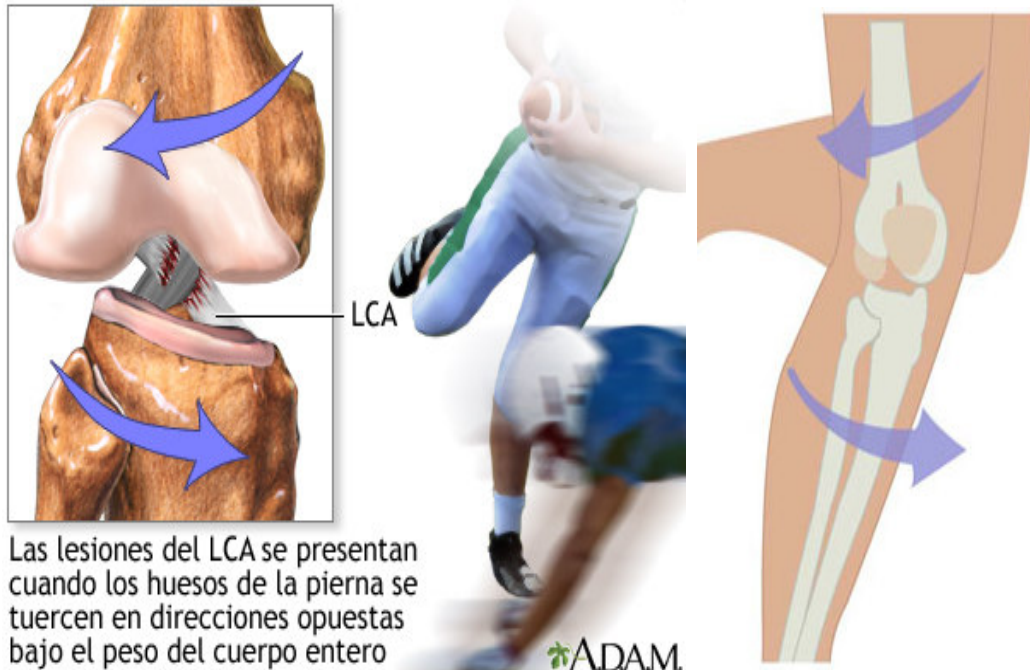 LCA
Las lesiones del LCA se presentan
cuando los huesos de la pierna se
tuercen en direcciones opuestas
bajo el peso del cuerpo entero
A.D.A.M.